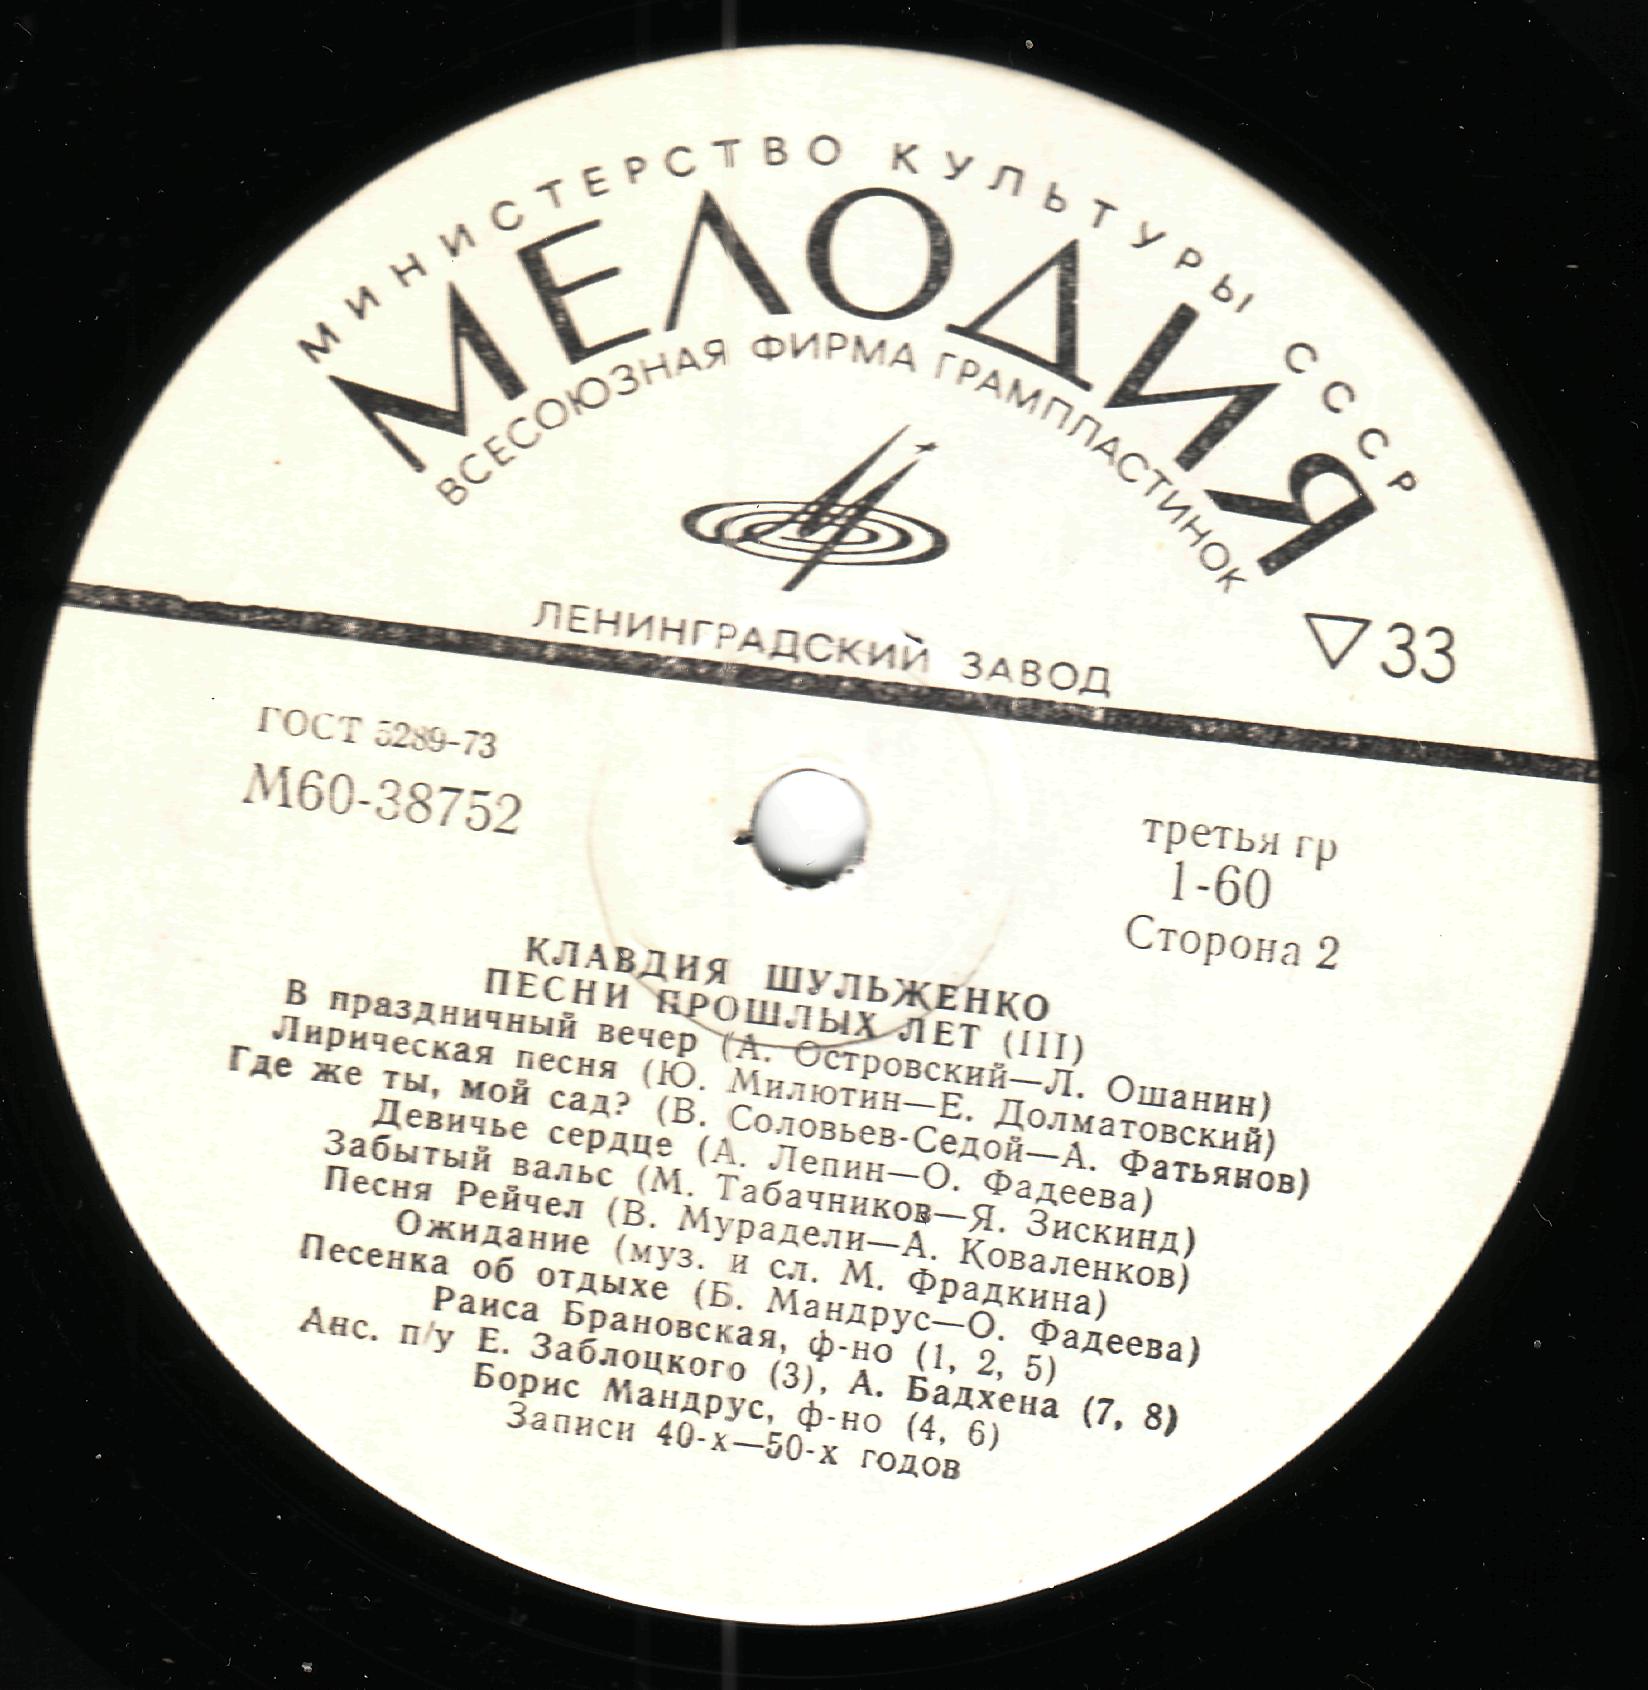 МИНИСТЕРСТВО КУЛЬТУРЫ СССР
МЕЛОДИЯ
ВСЕСОЮЗНАЯ ФИРМА ГРАМПЛАСТИНОК
ЛЕНИНГРАДСКИЙ ЗАВОД
33
ГОСТ 5289-73
М60-38752
третья гр
1-60
Сторона 2
КЛАВДИЯ ШУЛЬЖЕНКО
ПЕСНИ ПРОШЛЫХ ЛЕТ (III)
В праздничный вечер (А. Островский—Л. Ошанин)
Лирическая песня (Ю. Милютин—Е. Долматовский)
Где же ты, мой сад? (В. Соловьев-Седой—А. Фатьянов)
Девичье сердце (А. Лепин—О. Фадеева)
Забытый вальс (М. Табачников—Я. Зискинд)
Песня Рейчел (В. Мурадели—А. Коваленков)
Ожидание (муз. и сл. М. Фрадкина)
Песенка об отдыхе (Б. Мандрус—О. Фадеева)
Раиса Брановская, ф-но (1, 2, 5)
Анс. п/у Е. Заблоцкого (3), А. Бадхена (7, 8)
Борис Мандрус, ф-но (4, 6)
Записи 40-х—50-х годов